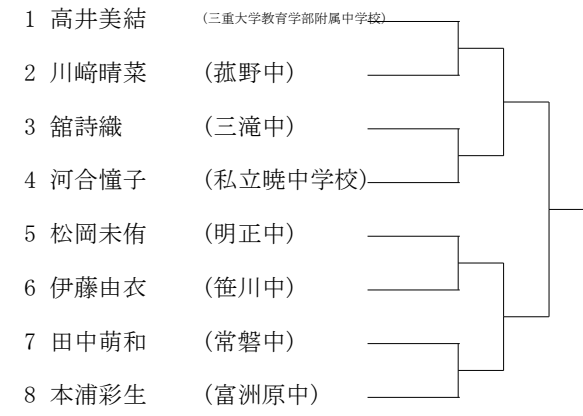 1 高井美結 (三重大学教育学部附属中学校)
2 川﨑晴菜 (菰野中)
3 舘詩織 (三滝中)
4 河合憧子 (私立暁中学校)
5 松岡未侑 (明正中)
6 伊藤由衣 (笹川中)
7 田中萌和 (常磐中)
8 本浦彩生 (富洲原中)